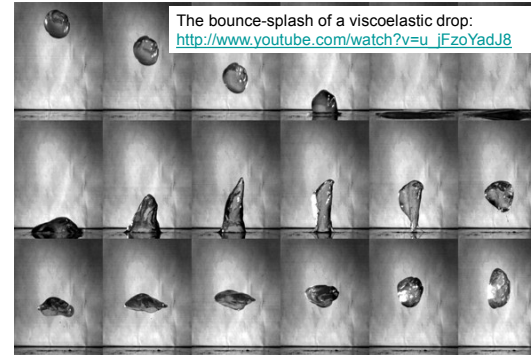 The bounce-splash of a viscoelastic drop:
http://www.youtube.com/watch?v=u_jFzoYadJ8